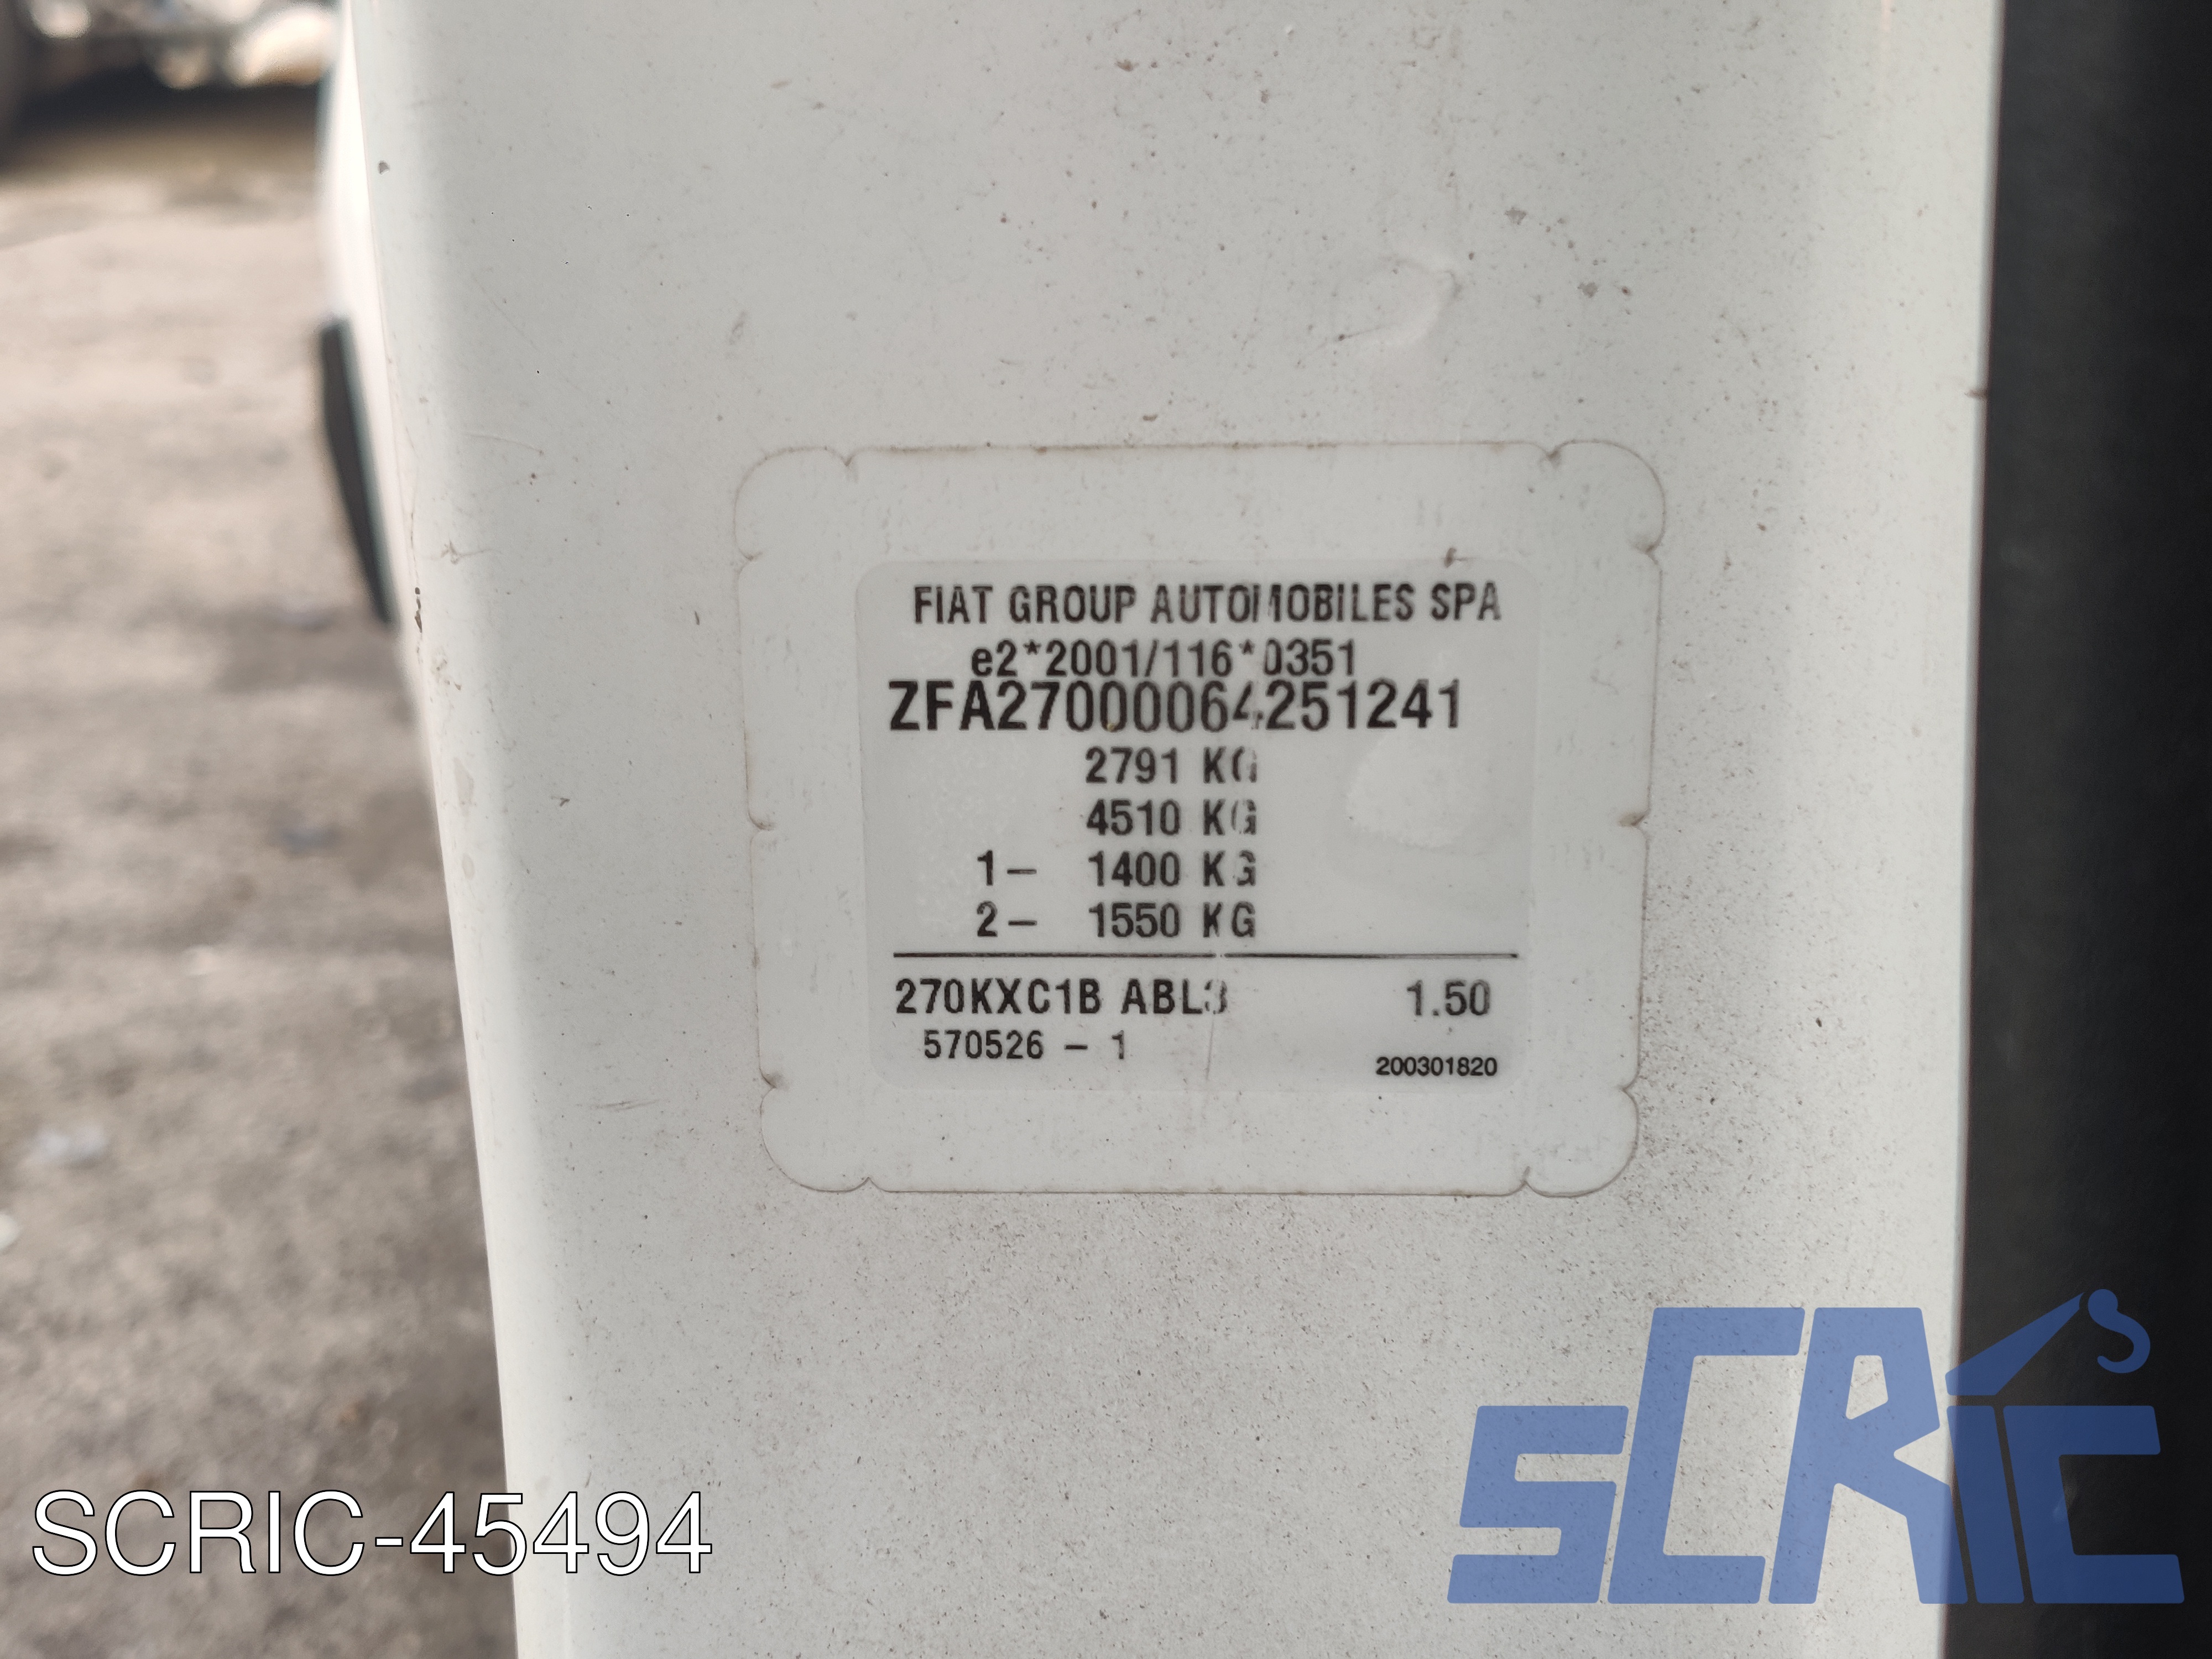 FIAT GROUP AUTOMOBILES SPA
e2*2001/116*0351
ZFA27000064251241
2791 KG
4510 KG
1- 1400 KG
2- 1550 KG
270KXC1B ABL3 1.50
570526 - 1
200301820
SCRIC
SCRIC-45494